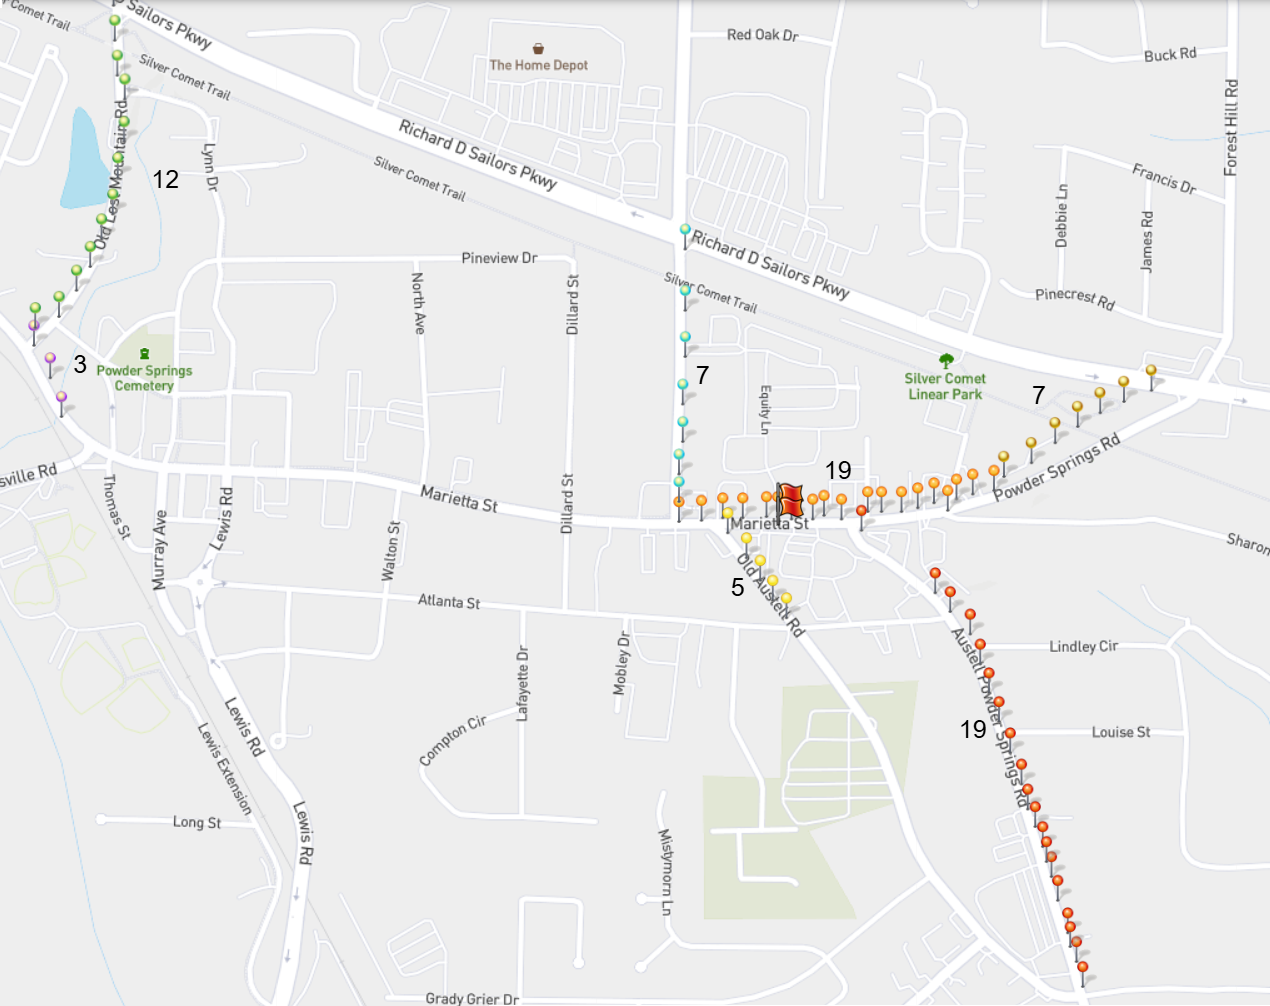 Comet Trail
Sailors Pkwy
Silver Comet Trail
The Home Depot
Red Oak Dr
Buck Rd
Forest Hill Rd
Richard D Sailors Pkwy
Silver Comet Trail
Old Lost Mountain Rd
12
Lynn Dr
Francis Dr
Debbie Ln
James Rd
Richard D Sailors Pkwy
Pineview Dr
Silver Comet Trail
Pinecrest Rd
North Ave
Dillard St
3
Powder Springs
Cemetery
7
Equity Ln
Silver Comet
Linear Park
7
19
Powder Springs Rd
sville Rd
Thomas St
Lewis Rd
Marietta St
Dillard St
Marietta St
Sharon
Murray Ave
Walton St
Atlanta St
5
Old Austell Rd
Lindley Cir
Austell Powder Springs Rd
Mobley Dr
Lafayette Dr
Lewis Rd
Compton Cir
19
Louise St
Lewis Extension
Long St
Lewis Rd
Mistymorn Ln
Grady Grier Dr